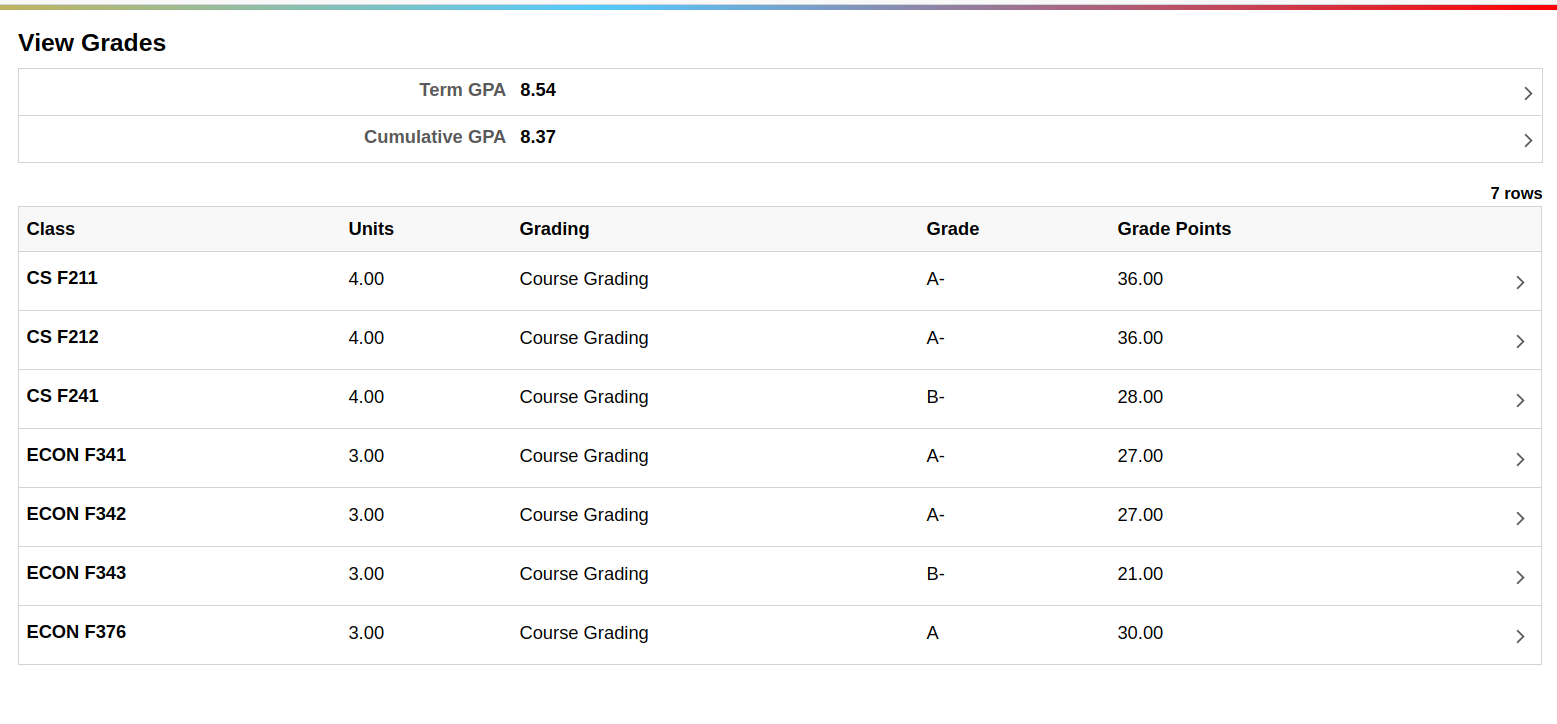 View Grades
Term GPA 8.54
Cumulative GPA 8.37
7 rows
Class Units Grading Grade Grade Points
CS F211 4.00 Course Grading A- 36.00
CS F212 4.00 Course Grading A- 36.00
CS F241 4.00 Course Grading B- 28.00
ECON F341 3.00 Course Grading A- 27.00
ECON F342 3.00 Course Grading A- 27.00
ECON F343 3.00 Course Grading B- 21.00
ECON F376 3.00 Course Grading A 30.00